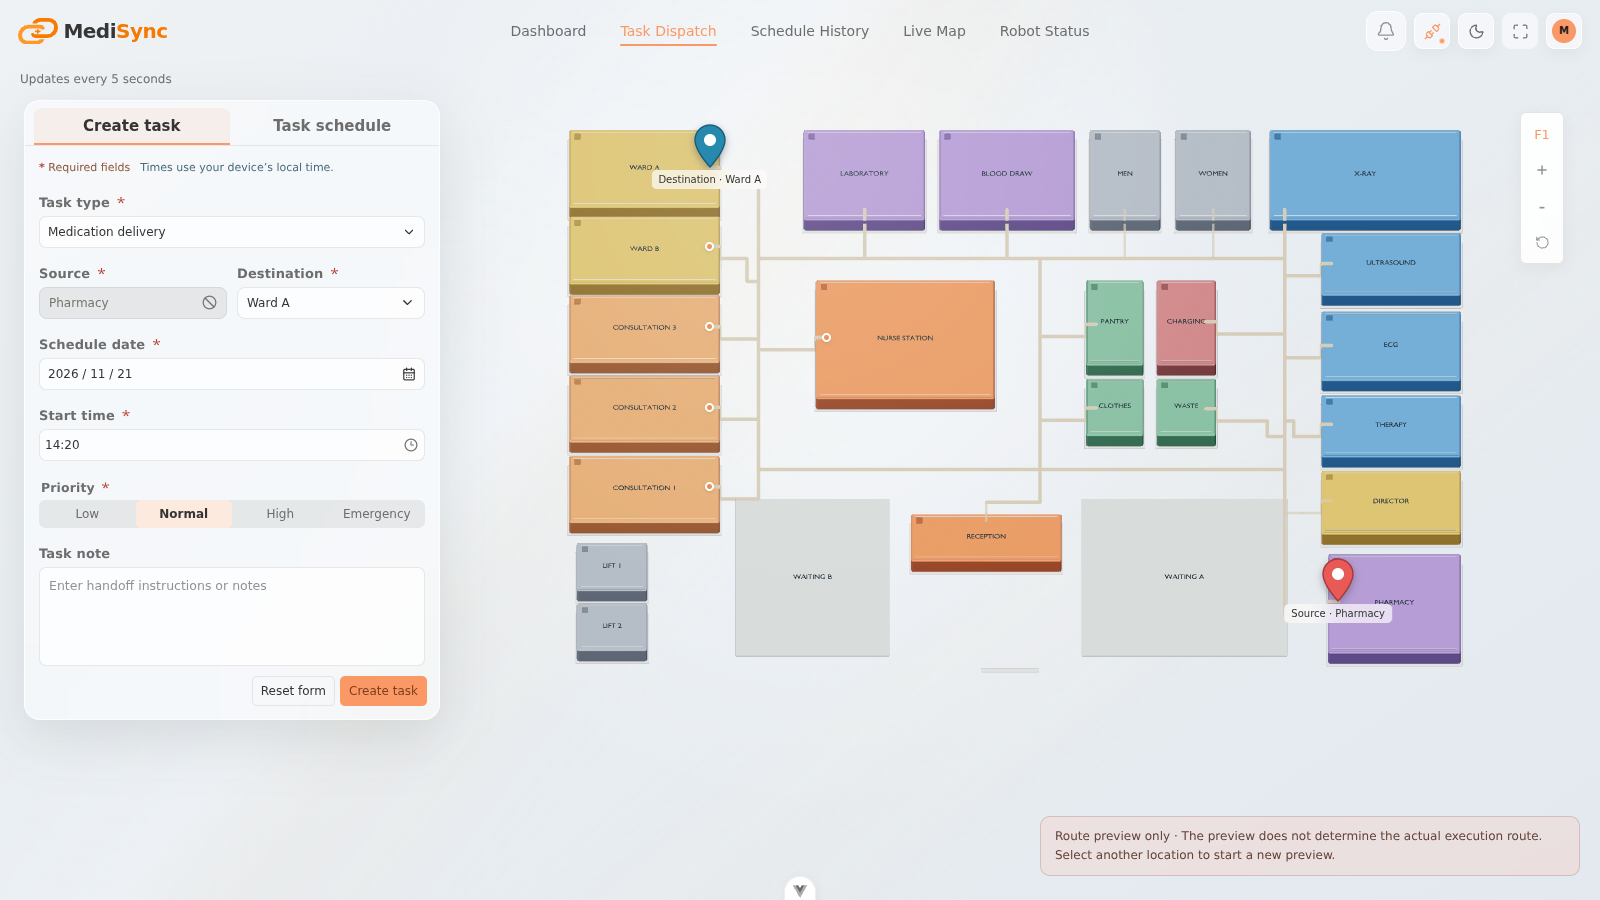 MediSync
Dashboard
Task Dispatch
Schedule History
Live Map
Robot Status
M
Updates every 5 seconds
Create task
Task schedule
* Required fields Times use your device's local time.
Task type *
Medication delivery
Source *
Destination *
Pharmacy
Ward A
Schedule date *
2026 / 11 / 21
Start time *
14:20
Priority *
Low
Normal
High
Emergency
Task note
Enter handoff instructions or notes
Reset form
Create task
WARD A
Destination · Ward A
WARD B
CONSULTATION 3
CONSULTATION 2
CONSULTATION 1
LIFT 1
LIFT 2
LABORATORY
BLOOD DRAW
MEN
WOMEN
X-RAY
NURSE STATION
PANTRY
CHARGING
CLOTHES
WASTE
ULTRASOUND
ECG
THERAPY
DIRECTOR
WAITING B
RECEPTION
WAITING A
PHARMACY
Source · Pharmacy
F1
+
-
Route preview only · The preview does not determine the actual execution route.
Select another location to start a new preview.